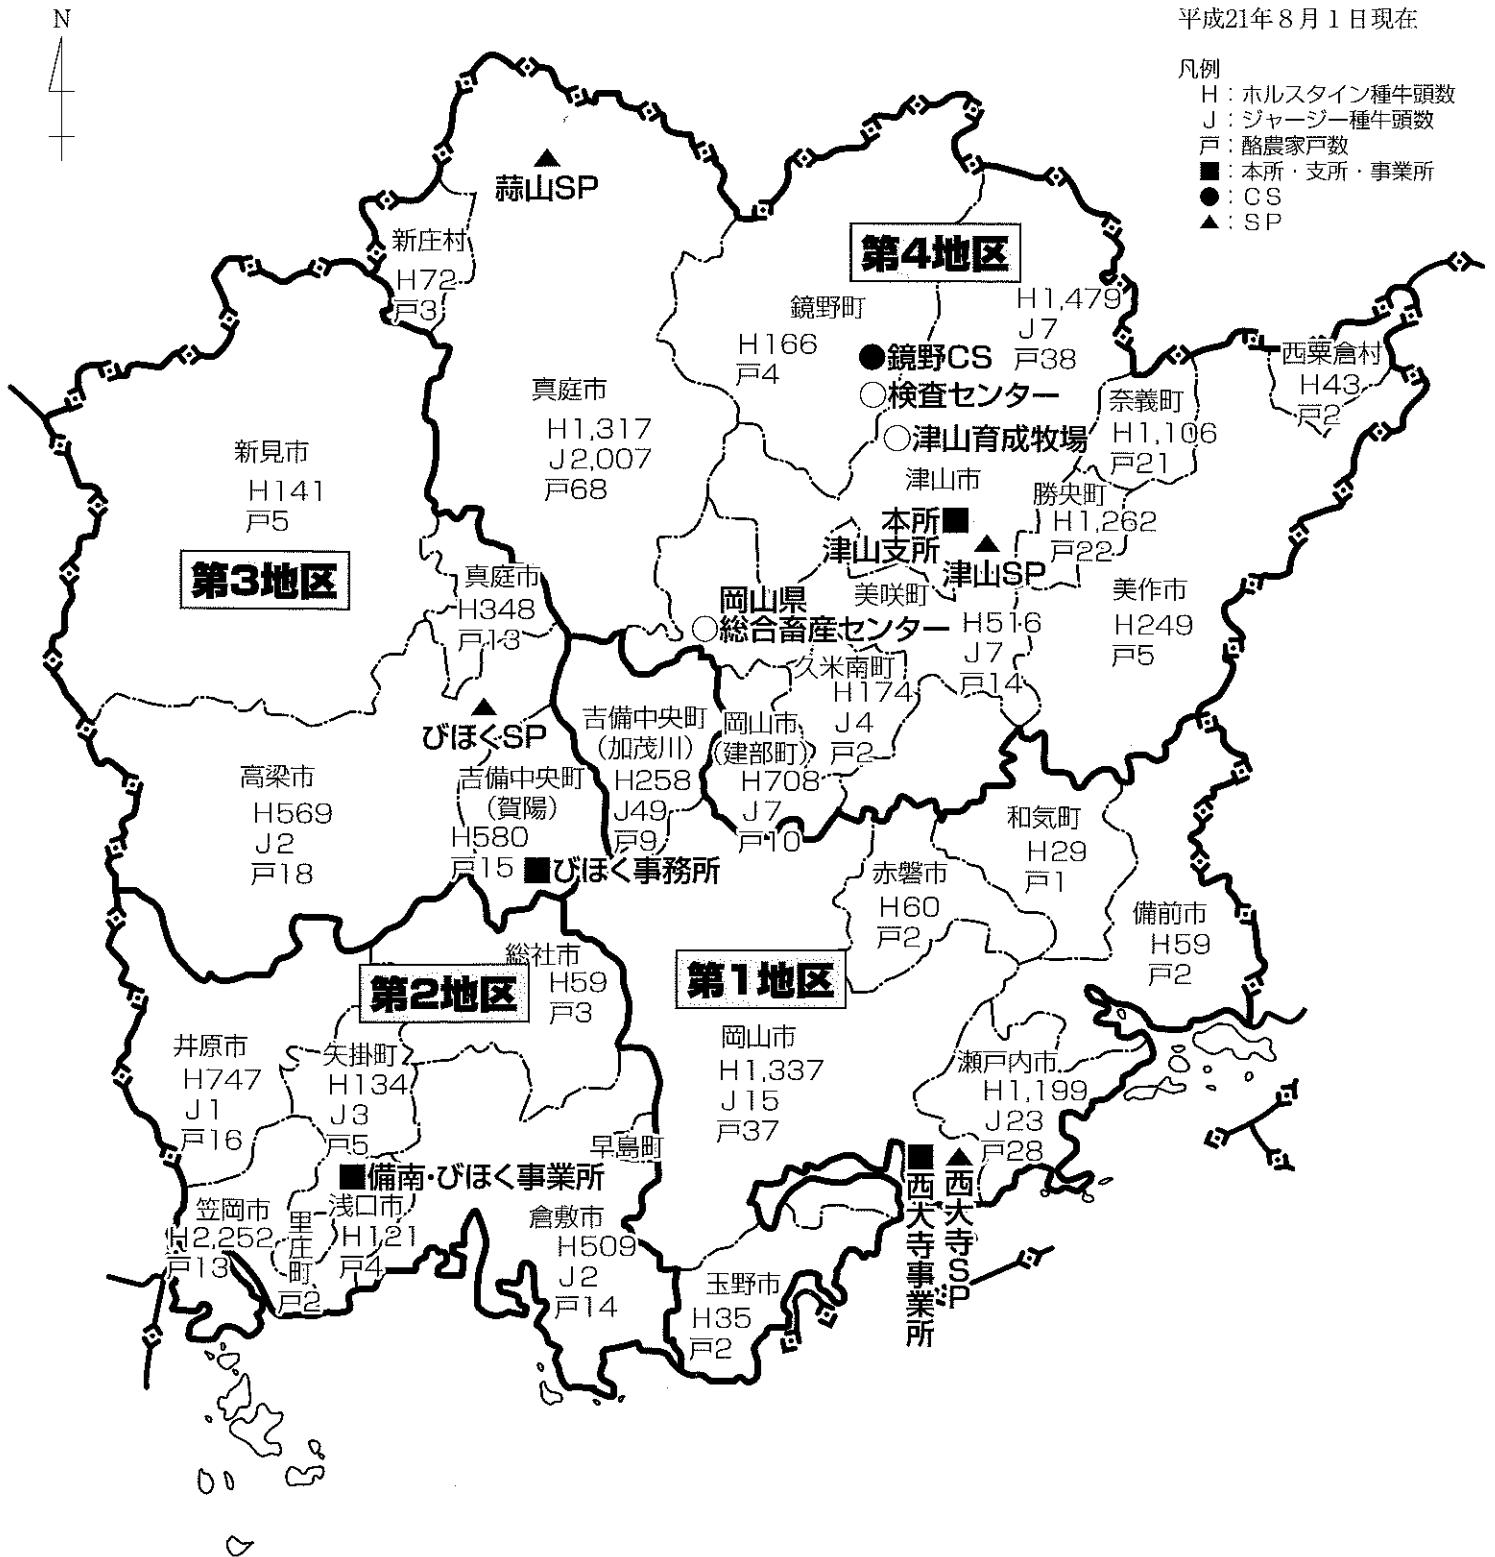 N
平成21年8月1日現在
凡例
H:ホルスタイン種牛頭数
J:ジャージー種牛頭数
戸:酪農家戸数
■:本所・支所・事業所
●:CS
▲:SP
▲
蒜山SP
新庄村
H72
戸3
第4地区
鏡野町
H166
戸4
H1,479
J7
戸38
●鏡野CS
○検査センター
○津山育成牧場
津山市
西粟倉村
H43
戸2
奈義町
H1,106
戸21
真庭市
H1,317
J2,007
戸68
新見市
H141
戸5
第3地区
勝央町
H1,262
戸22
本所■
津山支所
▲
津山SP
美作市
H249
戸5
真庭市
H348
戸13
岡山県
○総合畜産センター
美咲町
H516
J7
戸14
久米南町
H174
J4
戸2
▲
びほくSP
吉備中央町
(加茂川)
H258
J49
戸9
岡山市
(建部町)
H708
J7
戸10
高梁市
H569
J2
戸18
吉備中央町
(賀陽)
H580
戸15
■びほく事務所
和気町
H29
戸1
赤磐市
H60
戸2
備前市
H59
戸2
第2地区
総社市
H59
戸3
第1地区
岡山市
H1,337
J15
戸37
井原市
H747
J1
戸16
矢掛町
H134
J3
戸5
瀬戸内市
H1,199
J23
戸28
早島町
■備南・びほく事業所
■西大寺事業所
▲西大寺SP
笠岡市
H2,252
戸13
里庄町
戸2
浅口市
H121
戸4
倉敷市
H509
J2
戸14
玉野市
H35
戸2